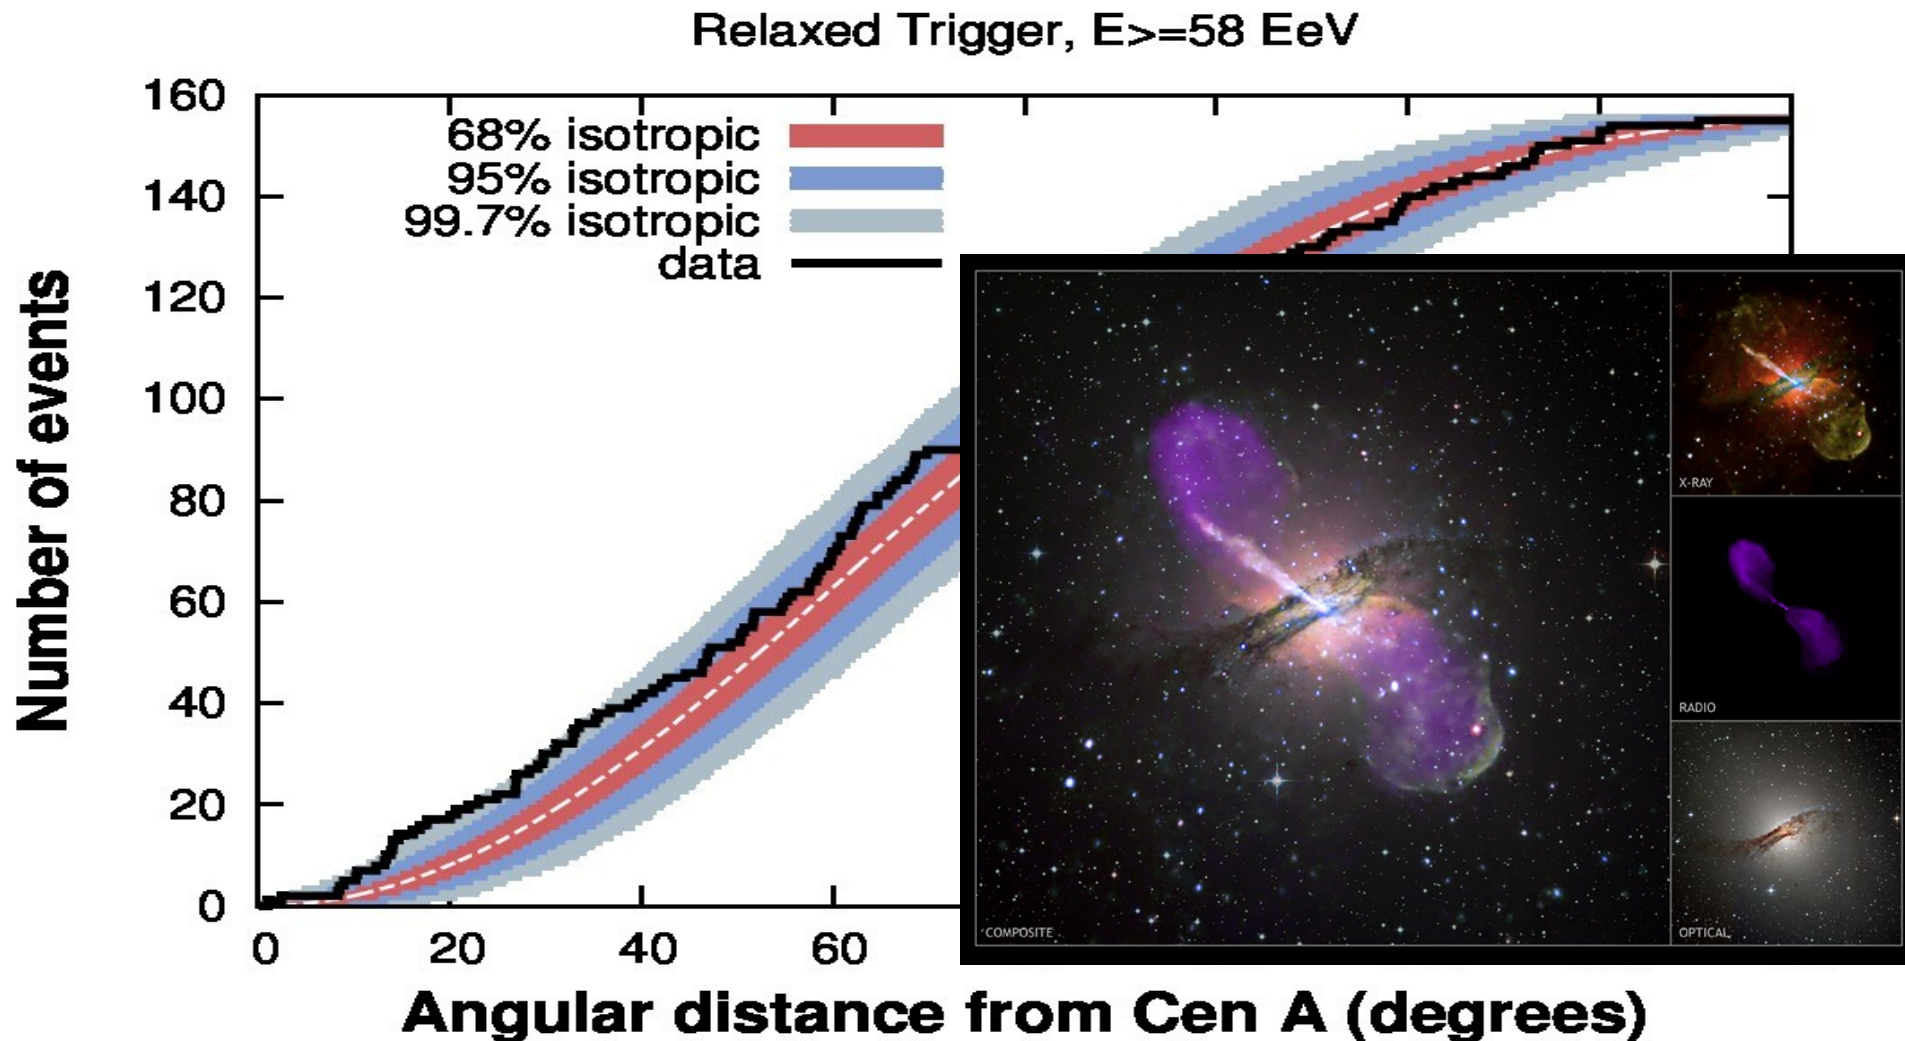 Relaxed Trigger, E>=58 EeV
160
140
120
100
80
60
40
20
0
68% isotropic
95% isotropic
99.7% isotropic
data
Number of events
X-RAY
RADIO
COMPOSITE
OPTICAL
0 20 40 60
Angular distance from Cen A (degrees)